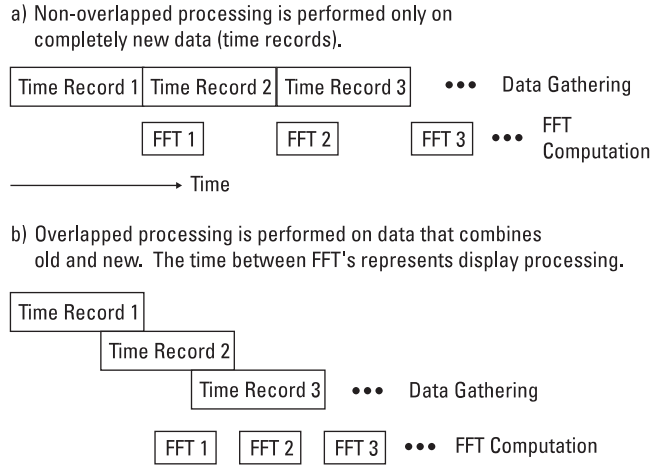 a) Non-overlapped processing is performed only on
completely new data (time records).
Time Record 1 Time Record 2 Time Record 3 ••• Data Gathering
FFT 1 FFT 2 FFT 3 ••• FFT
Computation
Time
b) Overlapped processing is performed on data that combines
old and new. The time between FFT's represents display processing.
Time Record 1
Time Record 2
Time Record 3 ••• Data Gathering
FFT 1 FFT 2 FFT 3 ••• FFT Computation